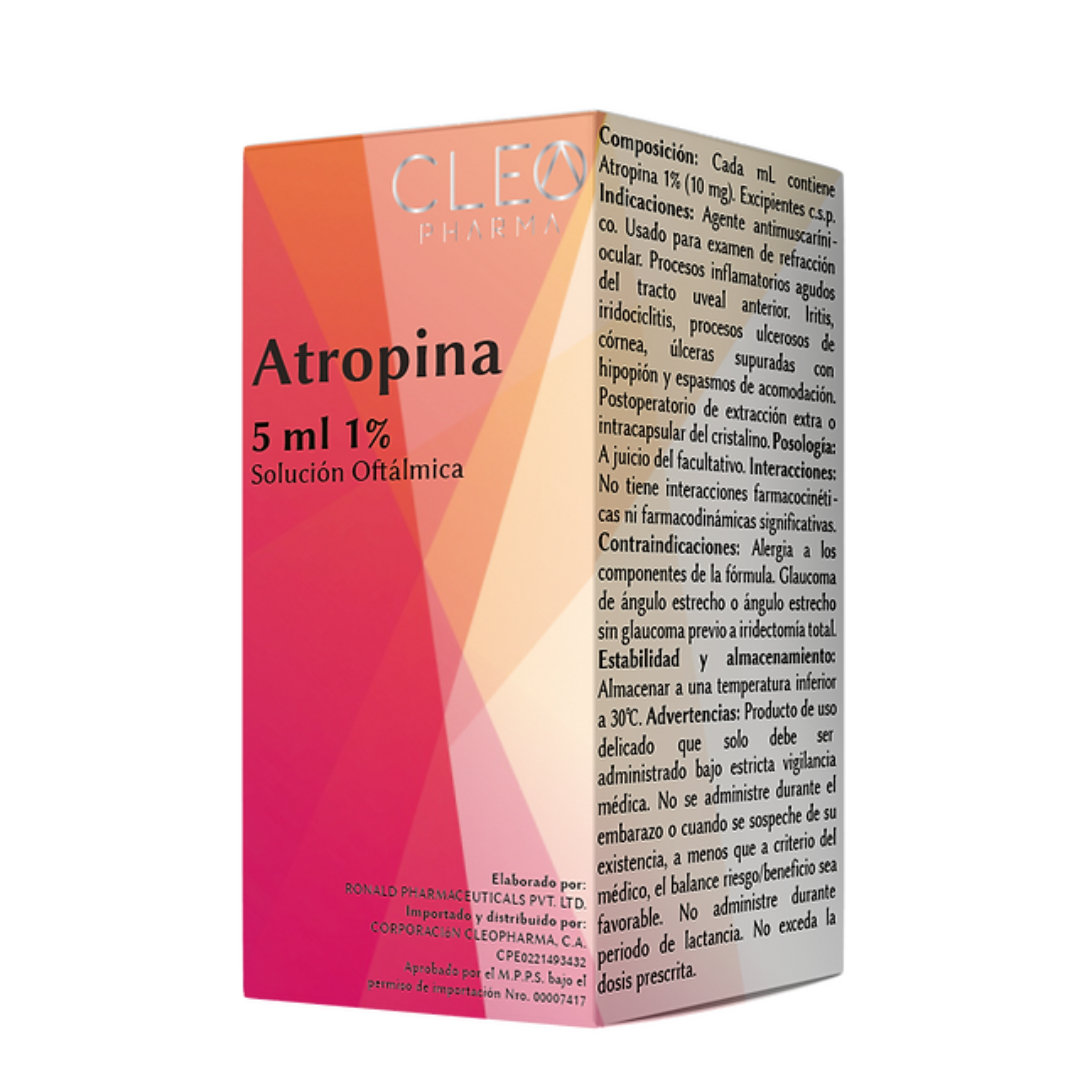 CLEO
PHARMA
Atropina
5 ml 1%
Solución Oftálmica
Elaborado por:
RONALD PHARMACEUTICALS PVT. LTD.
Importado y distribuido por:
CORPORACIóN CLEOPHARMA, C.A.
CPE0221493432
Aprobado por el M.P.P.S. bajo el
permiso de importación Nro. 00007417
Composición: Cada mL contiene
Atropina 1% (10 mg). Excipientes c.s.p.
Indicaciones: Agente antimuscaríni-
co. Usado para examen de refracción
ocular. Procesos inflamatorios agudos
del tracto uveal anterior. Iritis,
iridociclitis, procesos ulcerosos de
córnea, úlceras supuradas con
hipopión y espasmos de acomodación.
Postoperatorio de extracción extra o
intracapsular del cristalino. Posología:
A juicio del facultativo. Interacciones:
No tiene interacciones farmacocinéti-
cas ni farmacodinámicas significativas.
Contraindicaciones: Alergia a los
componentes de la fórmula. Glaucoma
de ángulo estrecho o ángulo estrecho
sin glaucoma previo a iridectomía total.
Estabilidad y almacenamiento:
Almacenar a una temperatura inferior
a 30℃. Advertencias: Producto de uso
delicado que solo debe ser
administrado bajo estricta vigilancia
médica. No se administre durante el
embarazo o cuando se sospeche de su
existencia, a menos que a criterio del
médico, el balance riesgo/beneficio sea
favorable. No administre durante
periodo de lactancia. No exceda la
dosis prescrita.